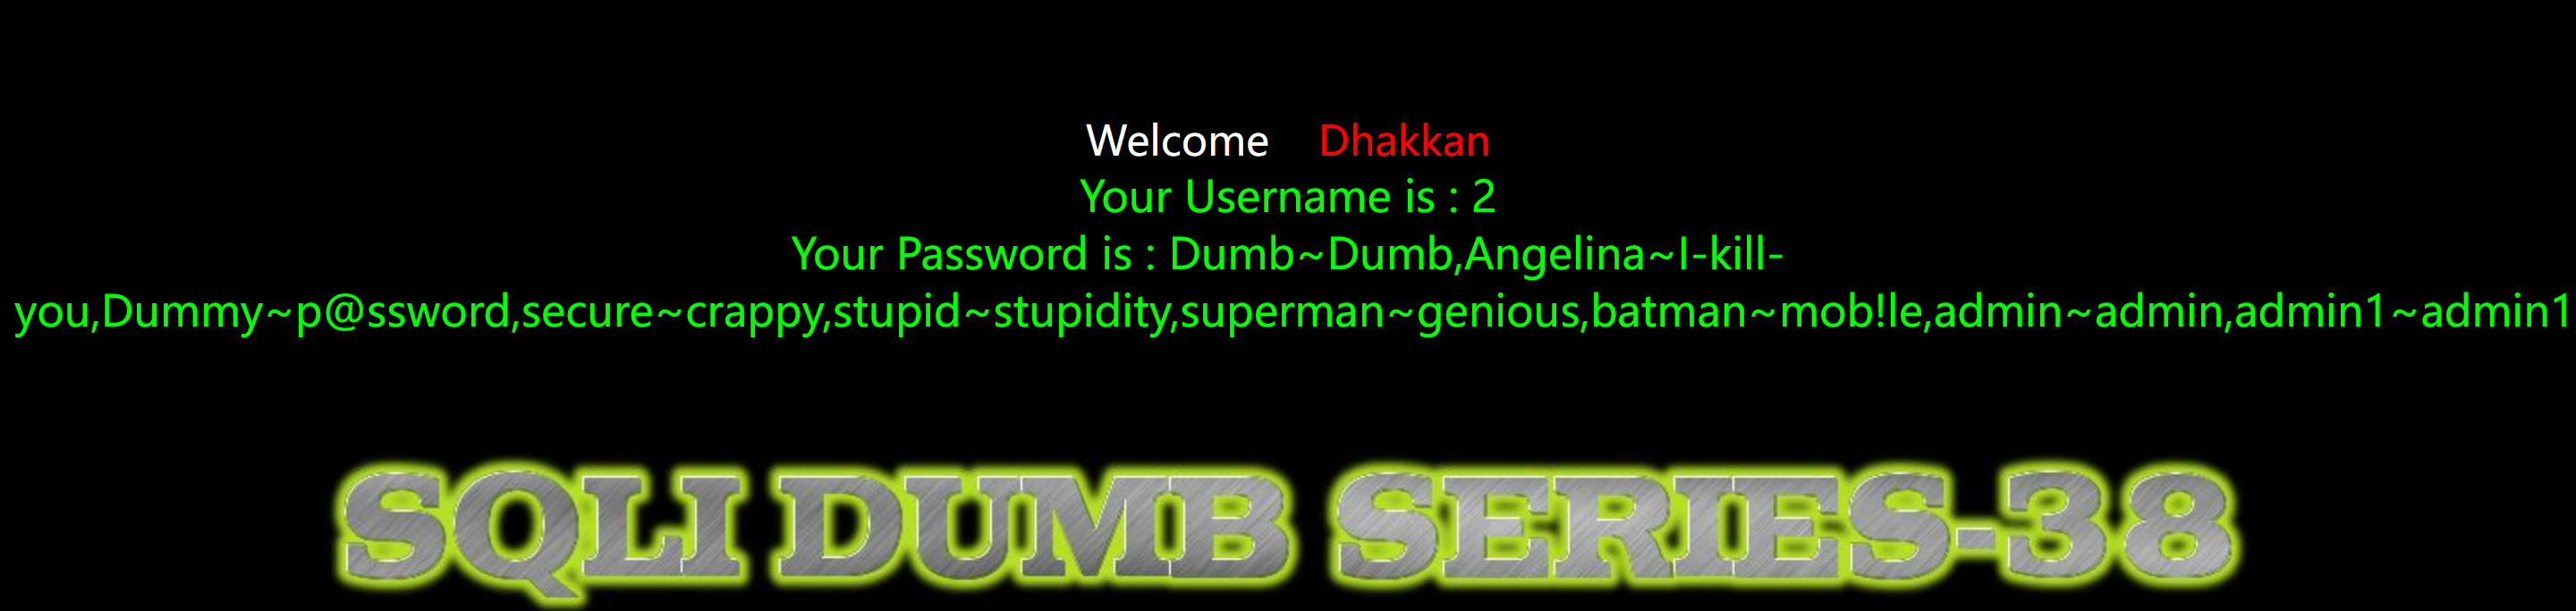 Welcome Dhakkan
Your Username is : 2
Your Password is : Dumb~Dumb,Angelina~I-kill-
you,Dummy~p@ssword,secure~crappy,stupid~stupidity,superman~genious,batman~mob!le,admin~admin,admin1~admin1
SQLI DUMB SERIES-38